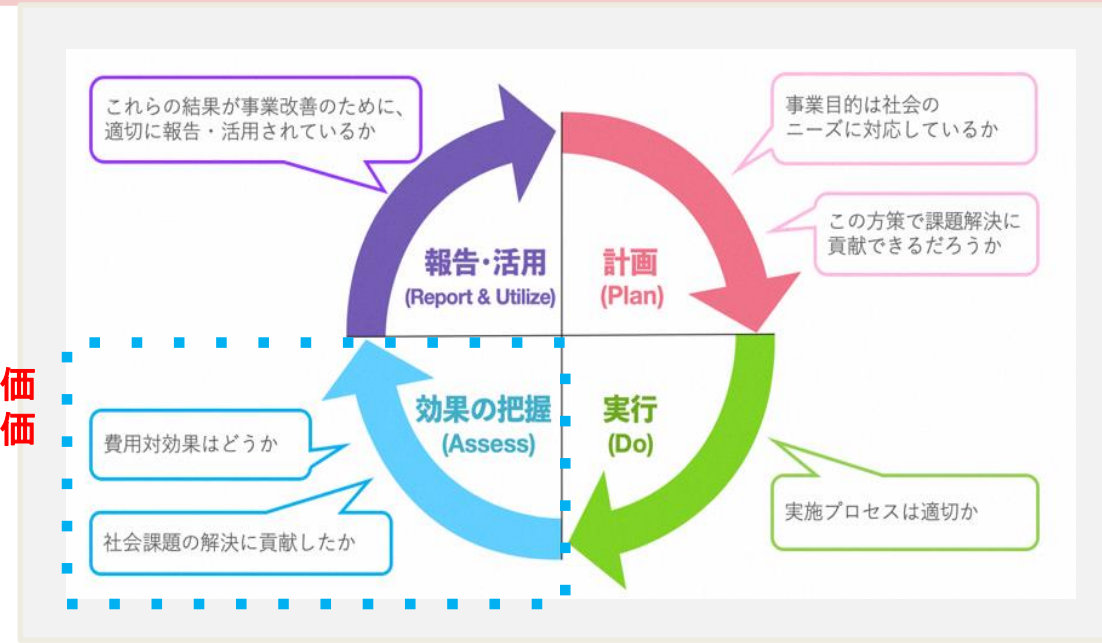 これらの結果が事業改善のために、
適切に報告・活用されているか
事業目的は社会の
ニーズに対応しているか
この方策で課題解決に
貢献できるだろうか
報告・活用
(Report & Utilize)
計画
(Plan)
価
価
効果の把握
(Assess)
実行
(Do)
費用対効果はどうか
社会課題の解決に貢献したか
実施プロセスは適切か